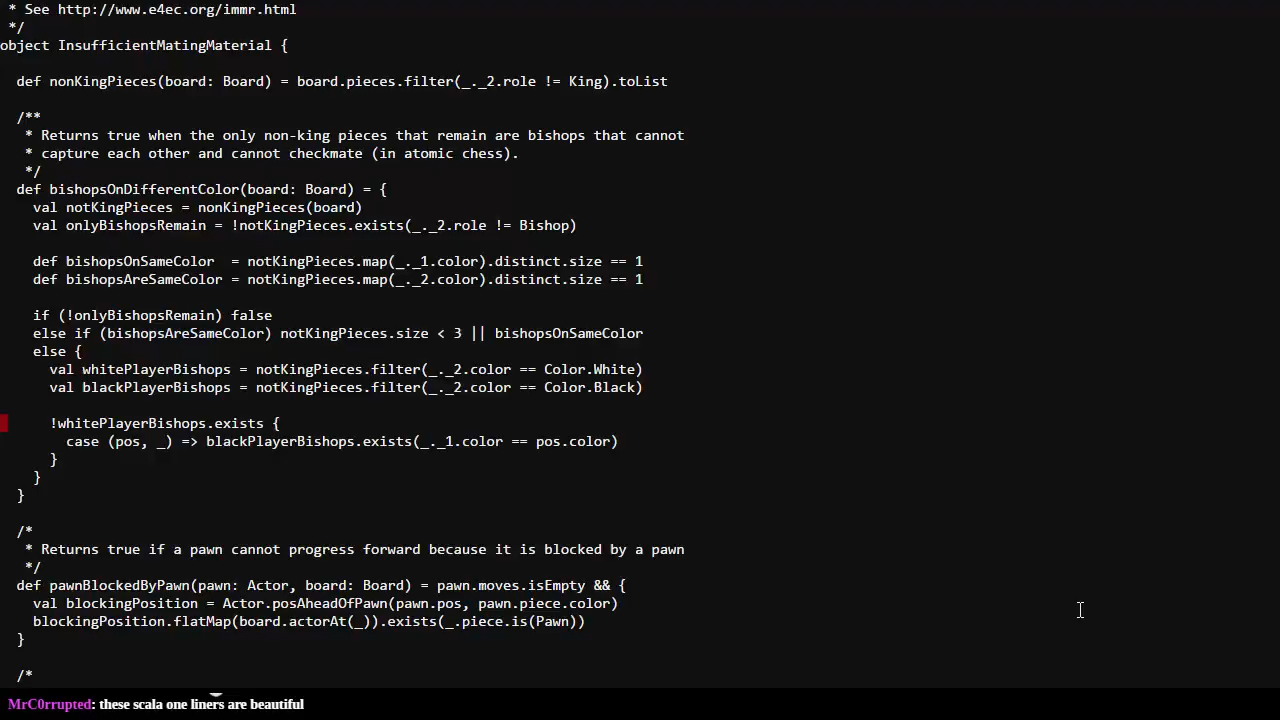 * See http://www.e4ec.org/immr.html
 */
object InsufficientMatingMaterial {

  def nonKingPieces(board: Board) = board.pieces.filter(_._2.role != King).toList

  /**
   * Returns true when the only non-king pieces that remain are bishops that cannot
   * capture each other and cannot checkmate (in atomic chess).
   */
  def bishopsOnDifferentColor(board: Board) = {
    val notKingPieces = nonKingPieces(board)
    val onlyBishopsRemain = !notKingPieces.exists(_._2.role != Bishop)

    def bishopsOnSameColor  = notKingPieces.map(_._1.color).distinct.size == 1
    def bishopsAreSameColor = notKingPieces.map(_._2.color).distinct.size == 1

    if (!onlyBishopsRemain) false
    else if (bishopsAreSameColor) notKingPieces.size < 3 || bishopsOnSameColor
    else {
      val whitePlayerBishops = notKingPieces.filter(_._2.color == Color.White)
      val blackPlayerBishops = notKingPieces.filter(_._2.color == Color.Black)

      !whitePlayerBishops.exists {
        case (pos, _) => blackPlayerBishops.exists(_._1.color == pos.color)
      }
    }
  }

  /*
   * Returns true if a pawn cannot progress forward because it is blocked by a pawn
   */
  def pawnBlockedByPawn(pawn: Actor, board: Board) = pawn.moves.isEmpty && {
    val blockingPosition = Actor.posAheadOfPawn(pawn.pos, pawn.piece.color)
    blockingPosition.flatMap(board.actorAt(_)).exists(_.piece.is(Pawn))
  }

  /*
MrC0rrupted: these scala one liners are beautiful